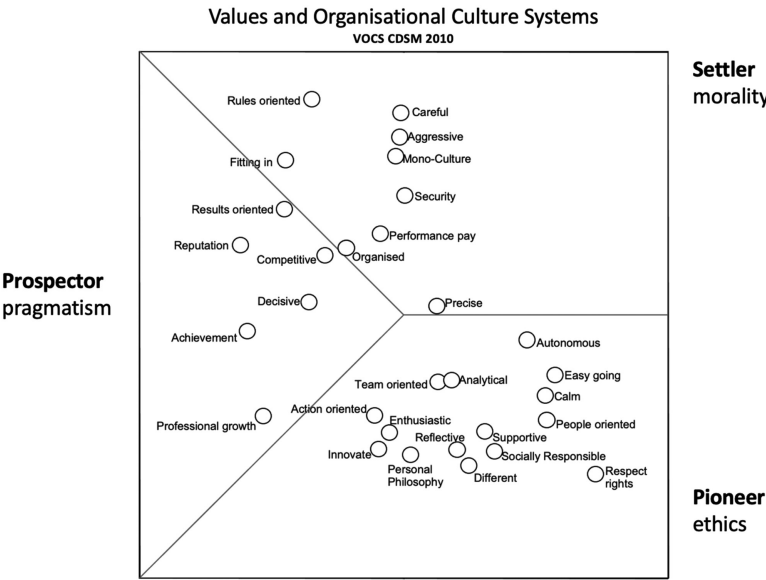 Values and Organisational Culture Systems
VOCS CDSM 2010
Settler
morality
Rules oriented
Careful
Aggressive
Fitting in
Mono-Culture
Security
Results oriented
Performance pay
Reputation
Competitive
Organised
Prospector
pragmatism
Decisive
Precise
Achievement
Autonomous
Team oriented
Analytical
Easy going
Calm
Action oriented
Professional growth
Enthusiastic
People oriented
Reflective
Supportive
Innovate
Socially Responsible
Personal
Philosophy
Different
Respect
rights
Pioneer
ethics